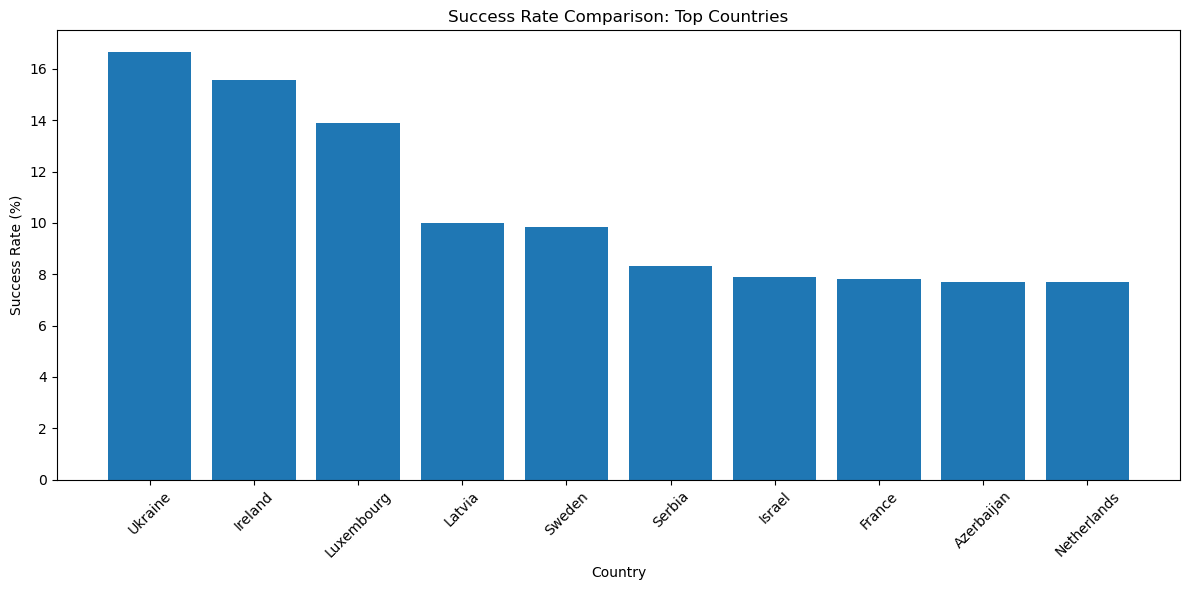 Success Rate Comparison: Top Countries
Success Rate (%)
16
14
12
10
8
6
4
2
0
Ukraine
Ireland
Luxembourg
Latvia
Sweden
Serbia
Israel
France
Azerbaijan
Netherlands
Country